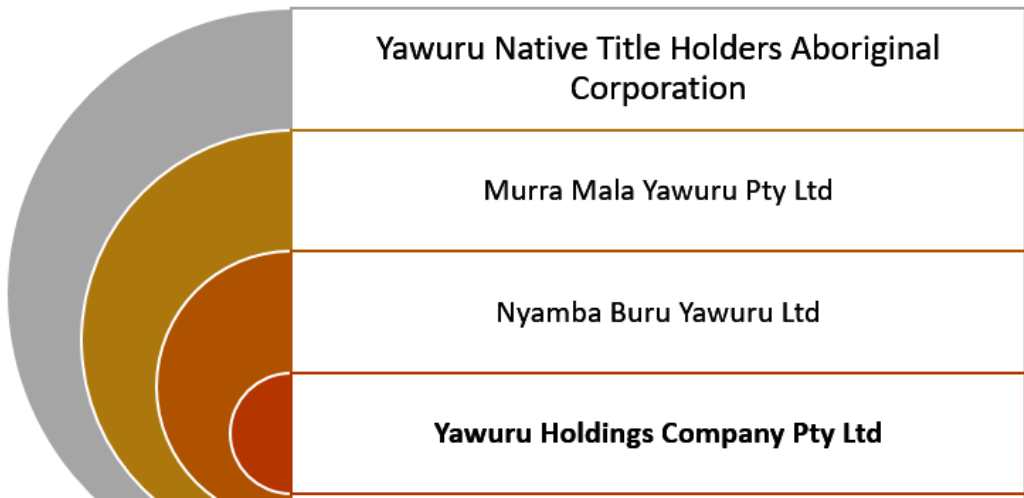 Yawuru Native Title Holders Aboriginal
Corporation
Murra Mala Yawuru Pty Ltd
Nyamba Buru Yawuru Ltd
Yawuru Holdings Company Pty Ltd